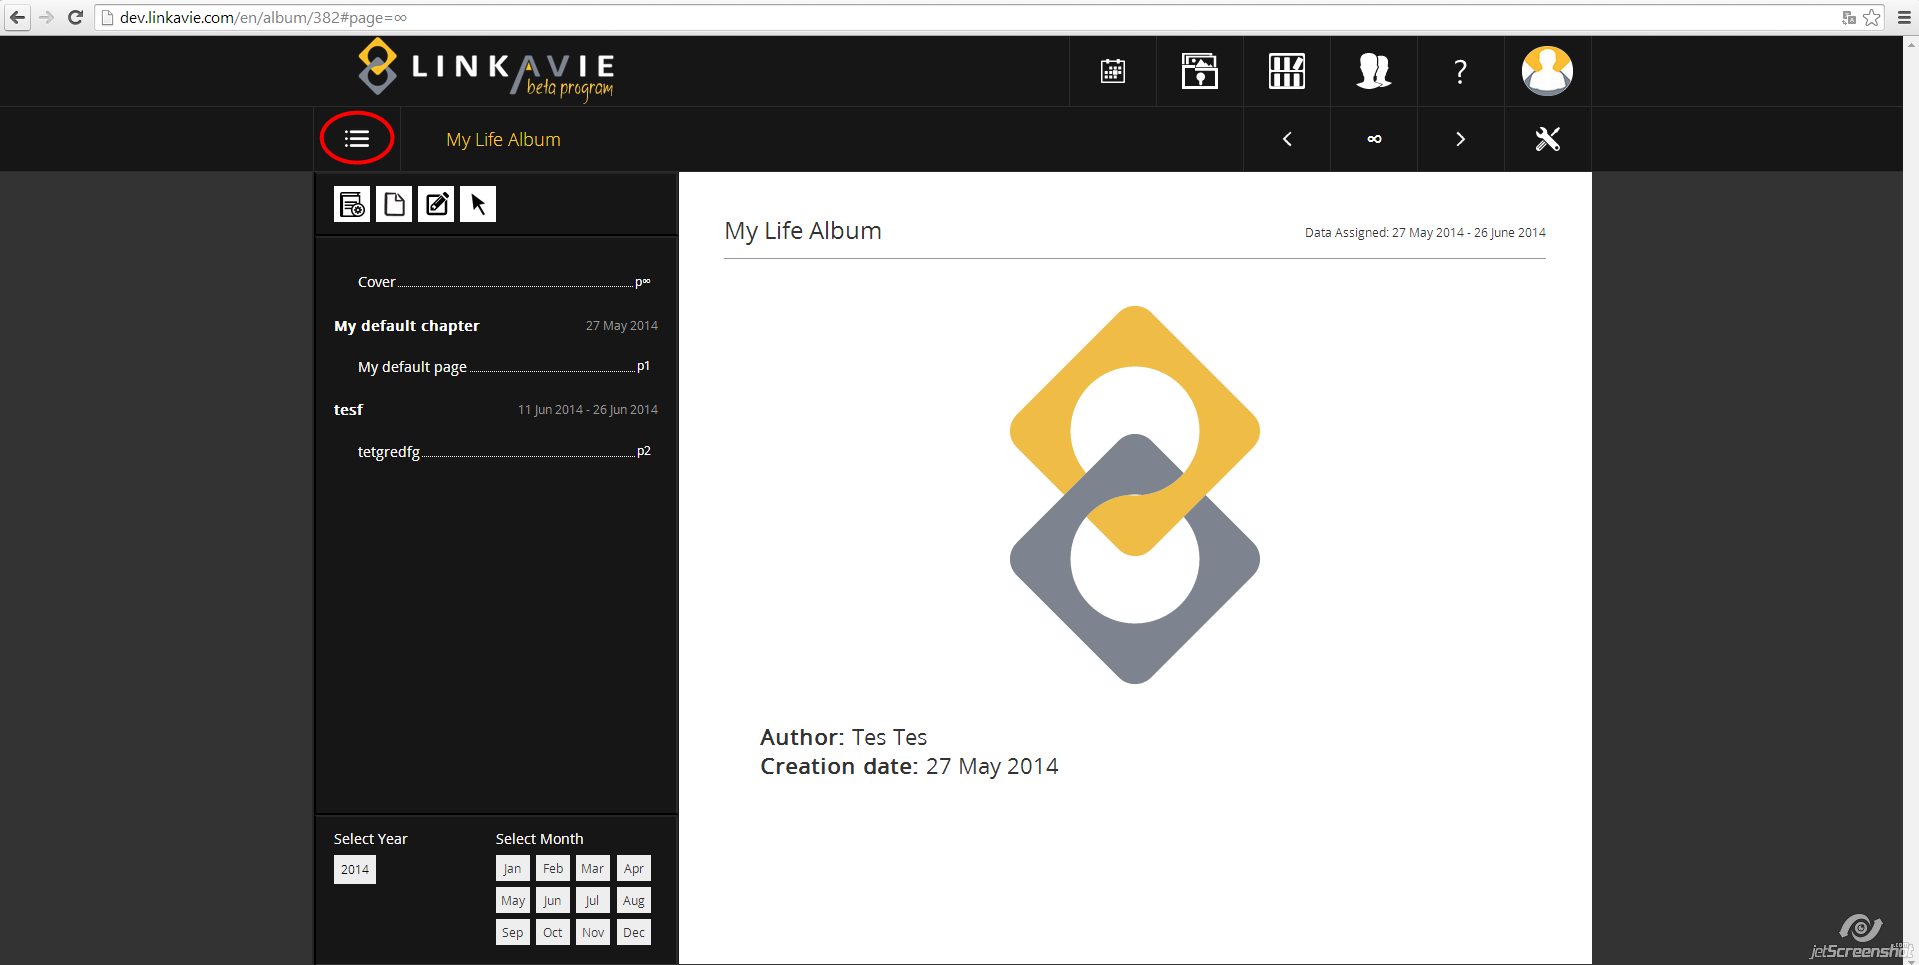 dev.linkavie.com/en/album/382#page=∞
LINKAVIE
beta program
?
My Life Album
∞
My Life Album
Data Assigned: 27 May 2014 - 26 June 2014
Cover p∞
My default chapter 27 May 2014
My default page p1
tesf 11 Jun 2014 - 26 Jun 2014
tetgredfg p2
Author: Tes Tes
Creation date: 27 May 2014
Select Year Select Month
2014 Jan Feb Mar Apr
May Jun Jul Aug
Sep Oct Nov Dec
jetScreenshot.com